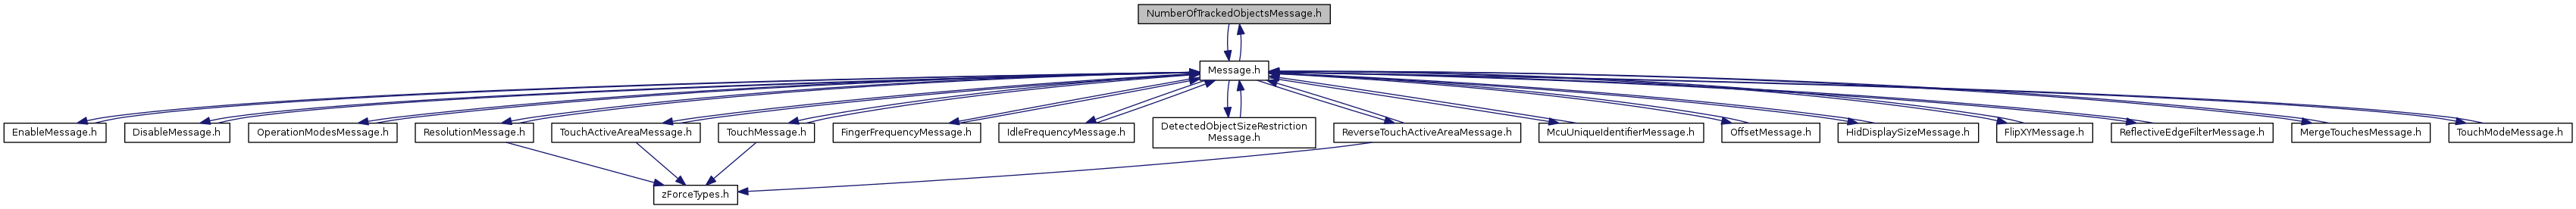 NumberOfTrackedObjectsMessage.h
Message.h
EnableMessage.h
DisableMessage.h
OperationModesMessage.h
ResolutionMessage.h
TouchActiveAreaMessage.h
TouchMessage.h
FingerFrequencyMessage.h
IdleFrequencyMessage.h
DetectedObjectSizeRestriction
Message.h
ReverseTouchActiveAreaMessage.h
McuUniqueIdentifierMessage.h
OffsetMessage.h
HidDisplaySizeMessage.h
FlipXYMessage.h
ReflectiveEdgeFilterMessage.h
MergeTouchesMessage.h
TouchModeMessage.h
zForceTypes.h